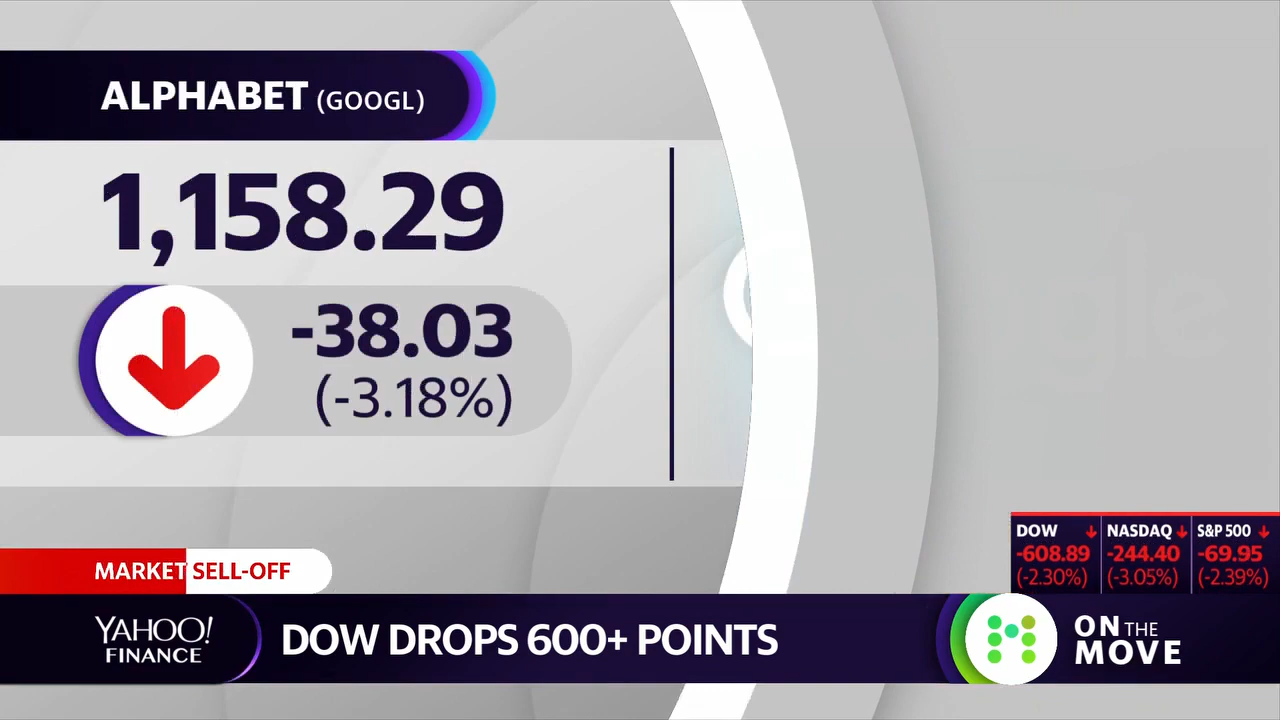 ALPHABET (GOOGL)
1,158.29
-38.03
(-3.18%)
DOW NASDAQ S&P 500
-608.89 -244.40 -69.95
(-2.30%) (-3.05%) (-2.39%)
MARKET SELL-OFF
YAHOO!
FINANCE
DOW DROPS 600+ POINTS
ON THE
MOVE